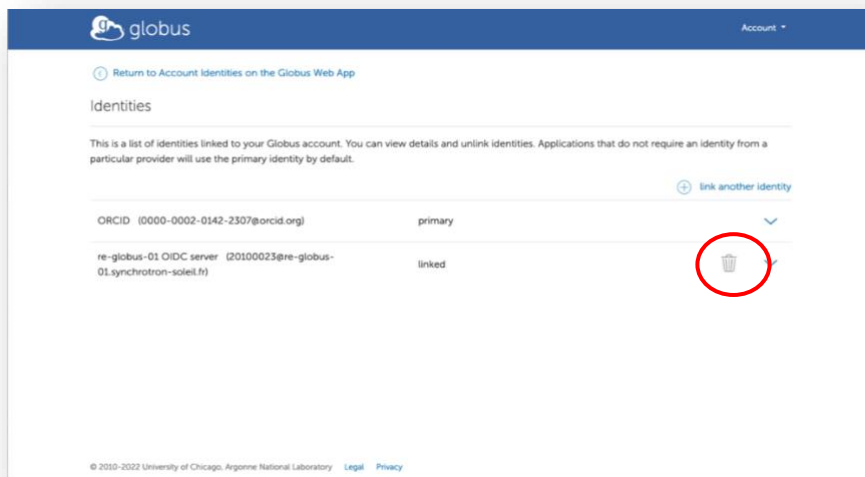 globus
Account
Return to Account Identities on the Globus Web App
Identities
This is a list of identities linked to your Globus account. You can view details and unlink identities. Applications that do not require an identity from a
particular provider will use the primary identity by default.
link another identity
ORCID (0000-0002-0142-2307@orcid.org) primary
re-globus-01 OIDC server (20100023@re-globus-
01.synchrotron-soleil.fr) linked
© 2010-2022 University of Chicago, Argonne National Laboratory Legal Privacy